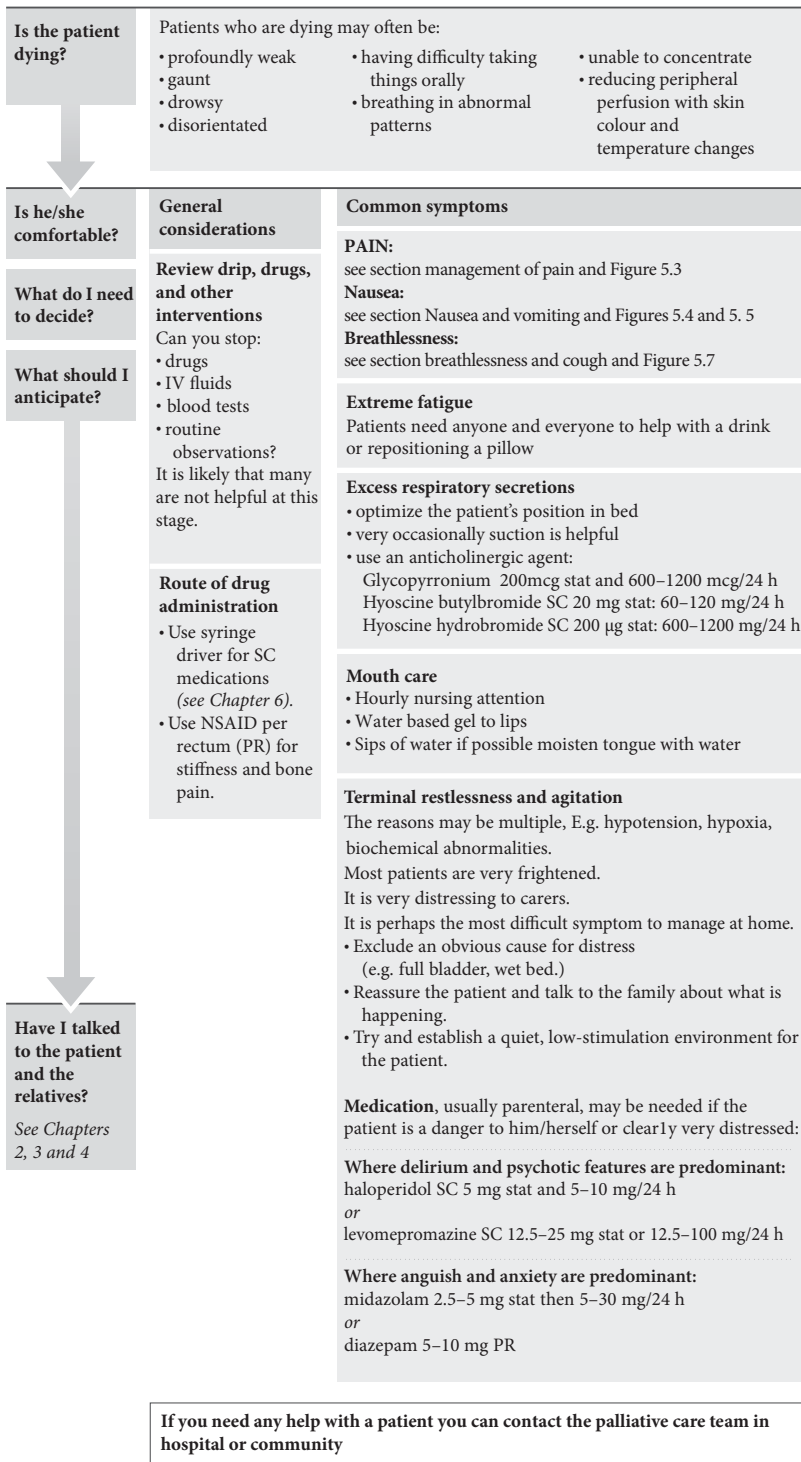 Is the patient
dying?
Patients who are dying may often be:
• profoundly weak
• gaunt
• drowsy
• disorientated
• having difficulty taking
things orally
• breathing in abnormal
patterns
• unable to concentrate
• reducing peripheral
perfusion with skin
colour and
temperature changes
Is he/she
comfortable?
What do I need
to decide?
What should I
anticipate?
General
considerations
Review drip, drugs,
and other
interventions
Can you stop:
• drugs
• IV fluids
• blood tests
• routine
observations?
It is likely that many
are not helpful at this
stage.
Route of drug
administration
• Use syringe
driver for SC
medications
(see Chapter 6).
• Use NSAID per
rectum (PR) for
stiffness and bone
pain.
Common symptoms
PAIN:
see section management of pain and Figure 5.3
Nausea:
see section Nausea and vomiting and Figures 5.4 and 5. 5
Breathlessness:
see section breathlessness and cough and Figure 5.7
Extreme fatigue
Patients need anyone and everyone to help with a drink
or repositioning a pillow
Excess respiratory secretions
• optimize the patient's position in bed
• very occasionally suction is helpful
• use an anticholinergic agent:
Glycopyrronium 200mcg stat and 600–1200 mcg/24 h
Hyoscine butylbromide SC 20 mg stat: 60–120 mg/24 h
Hyoscine hydrobromide SC 200 µg stat: 600–1200 mg/24 h
Mouth care
• Hourly nursing attention
• Water based gel to lips
• Sips of water if possible moisten tongue with water
Terminal restlessness and agitation
The reasons may be multiple, E.g. hypotension, hypoxia,
biochemical abnormalities.
Most patients are very frightened.
It is very distressing to carers.
It is perhaps the most difficult symptom to manage at home.
• Exclude an obvious cause for distress
(e.g. full bladder, wet bed.)
• Reassure the patient and talk to the family about what is
happening.
• Try and establish a quiet, low-stimulation environment for
the patient.
Medication, usually parenteral, may be needed if the
patient is a danger to him/herself or clear1y very distressed:
Where delirium and psychotic features are predominant:
haloperidol SC 5 mg stat and 5–10 mg/24 h
or
levomepromazine SC 12.5–25 mg stat or 12.5–100 mg/24 h
Where anguish and anxiety are predominant:
midazolam 2.5–5 mg stat then 5–30 mg/24 h
or
diazepam 5–10 mg PR
Have I talked
to the patient
and the
relatives?
See Chapters
2, 3 and 4
If you need any help with a patient you can contact the palliative care team in
hospital or community